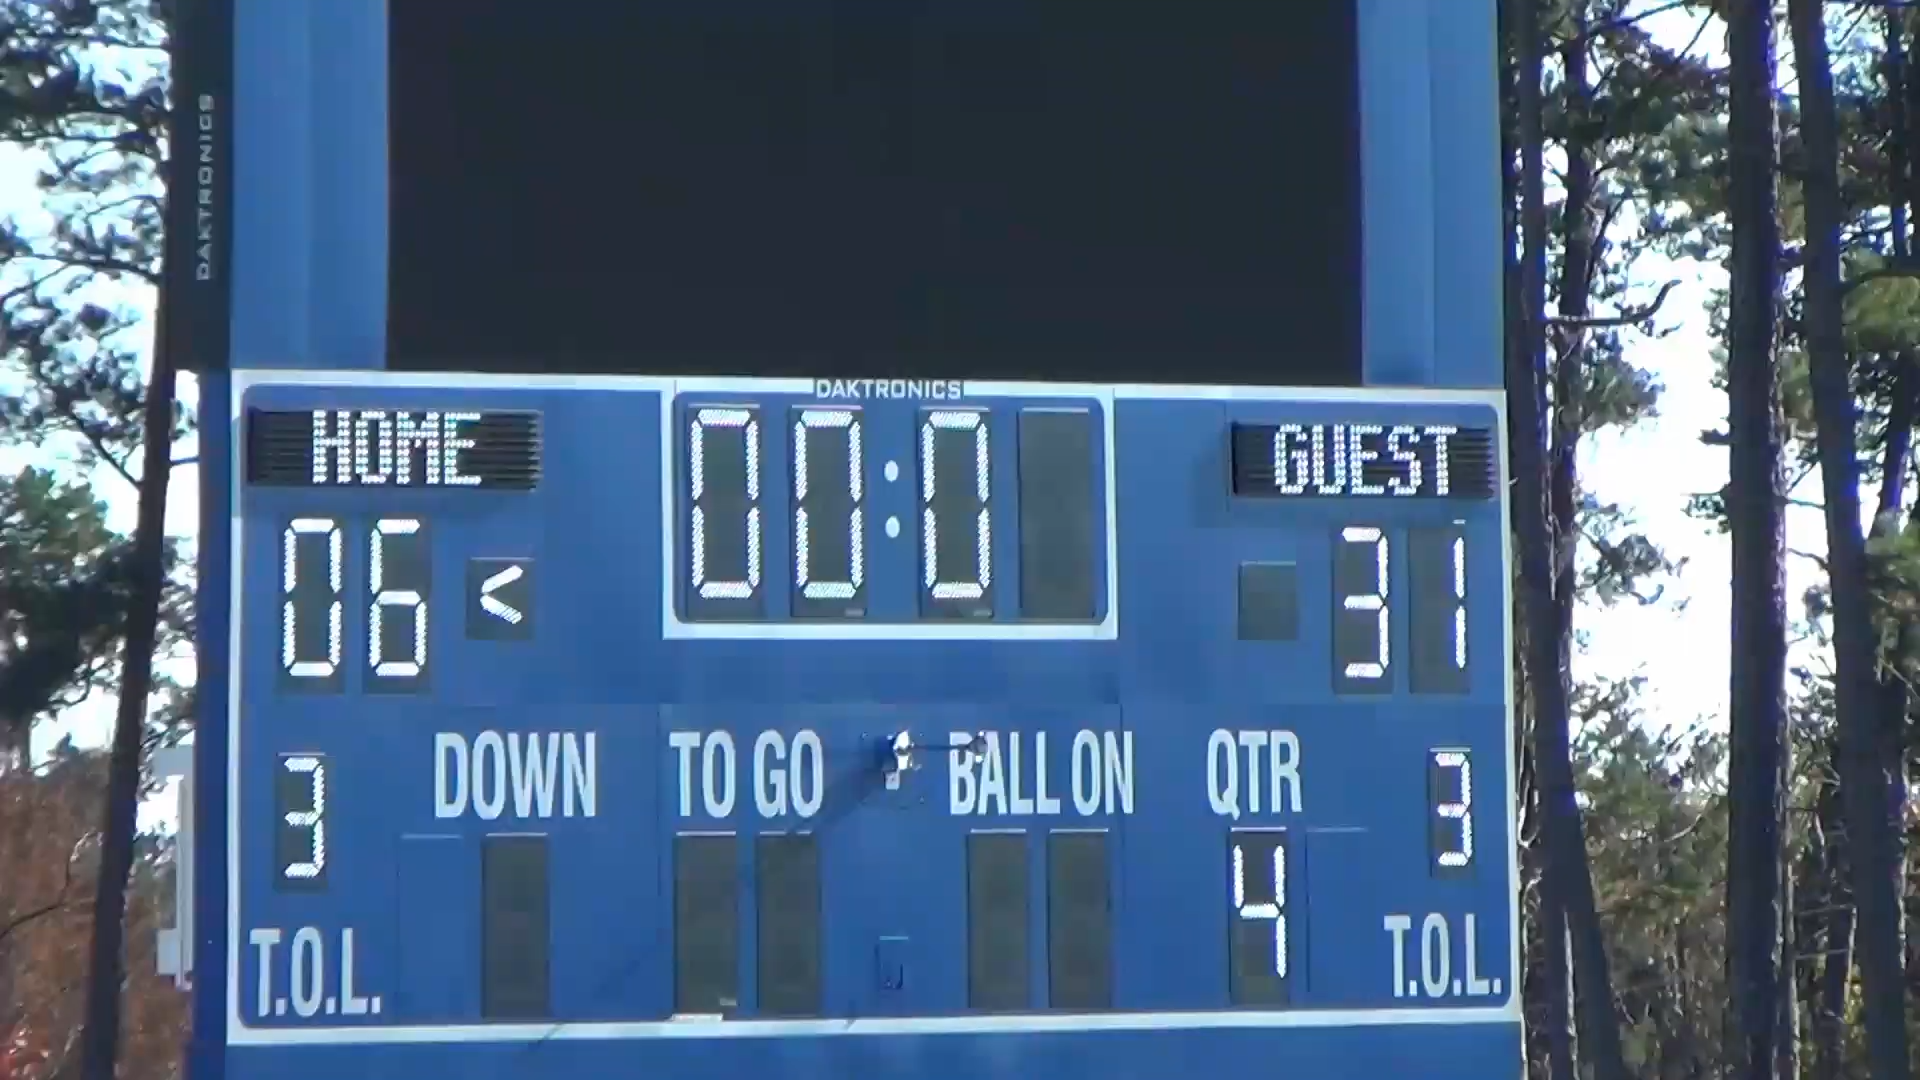 DAKTRONICS
DAKTRONICS
HOME 00:0 GUEST
06 < 31
DOWN TO GO BALL ON QTR
3 4 3
T.O.L. T.O.L.